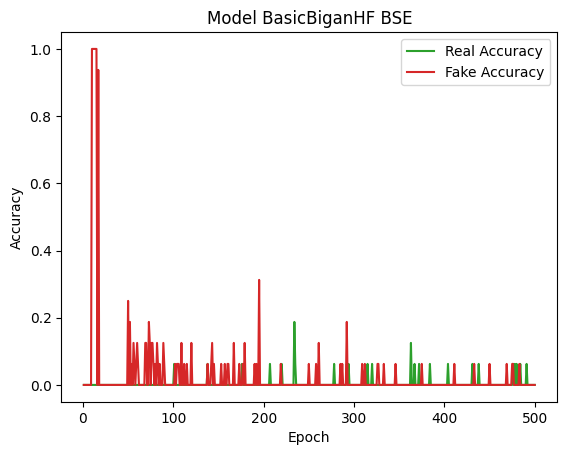 Model BasicBiganHF BSE
Real Accuracy
Fake Accuracy
1.0
0.8
0.6
0.4
0.2
0.0
Accuracy
0 100 200 300 400 500
Epoch